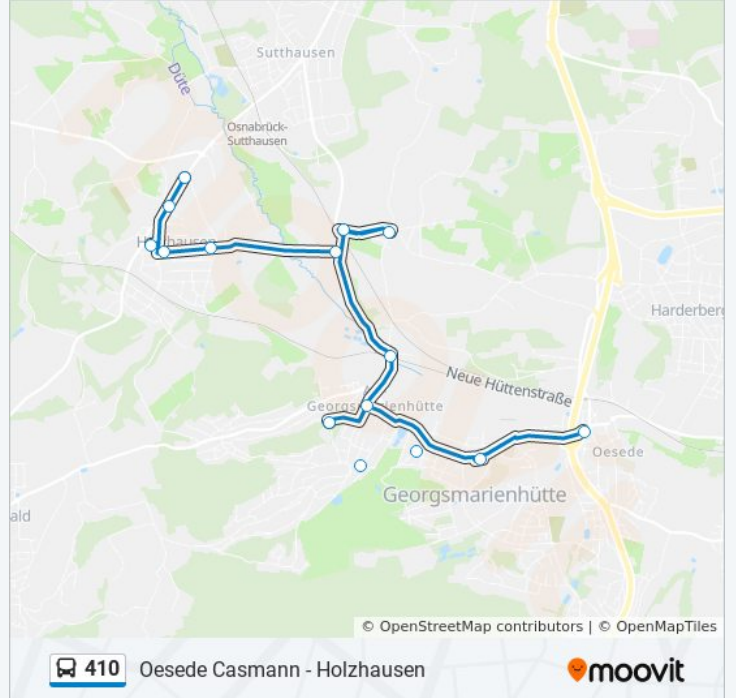 Sutthausen
Düte
Osnabrück-
Sutthausen
Holzhausen
Harderberg
Neue Hüttenstraße
Georgsmarienhütte
Oesede
Georgsmarienhütte
ald
© OpenStreetMap contributors | © OpenMapTiles
410 Oesede Casmann - Holzhausen
moovit